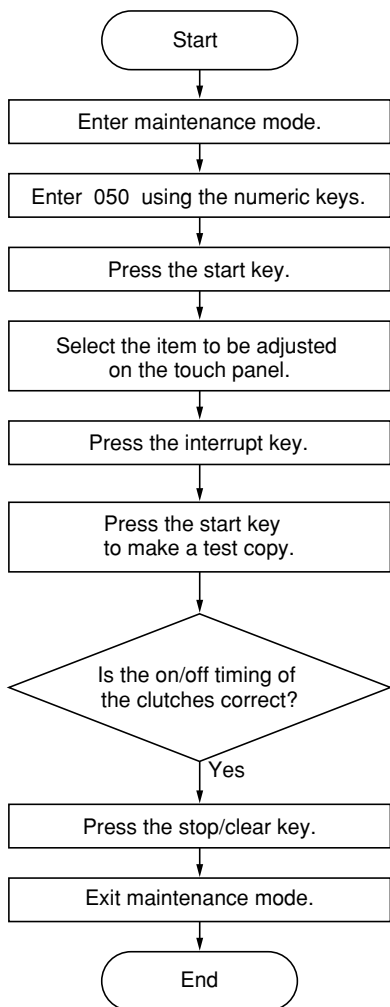 Start
Enter maintenance mode.
Enter 050 using the numeric keys.
Press the start key.
Select the item to be adjusted
on the touch panel.
Press the interrupt key.
Press the start key
to make a test copy.
Is the on/off timing of
the clutches correct?
Yes
Press the stop/clear key.
Exit maintenance mode.
End